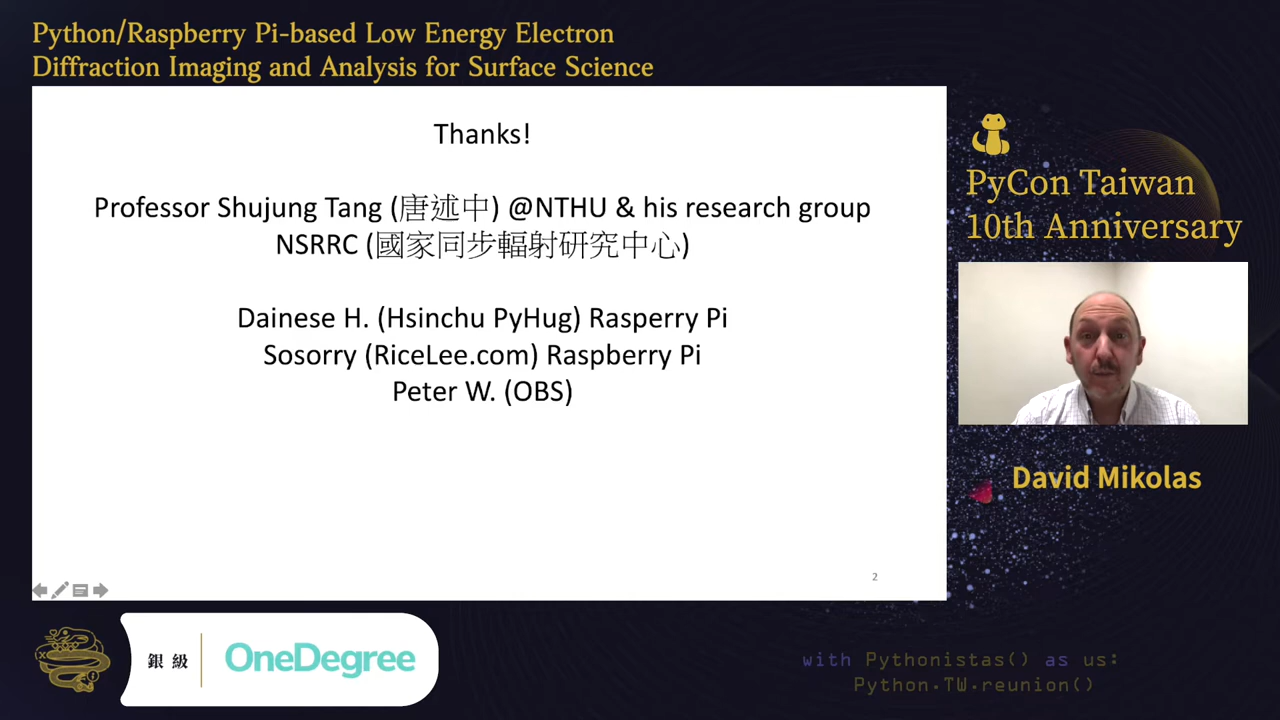 Python/Raspberry Pi-based Low Energy Electron
Diffraction Imaging and Analysis for Surface Science
Thanks!
Professor Shujung Tang (唐述中) @NTHU & his research group
NSRRC (國家同步輻射研究中心)
Dainese H. (Hsinchu PyHug) Rasperry Pi
Sosorry (RiceLee.com) Raspberry Pi
Peter W. (OBS)
2
PyCon Taiwan
10th Anniversary
David Mikolas
銀級
OneDegree
with Pythonistas() as us:
Python.TW.reunion()